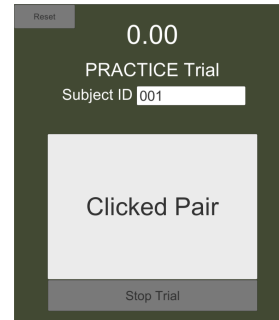 Reset
0.00
PRACTICE Trial
Subject ID 001
Clicked Pair
Stop Trial